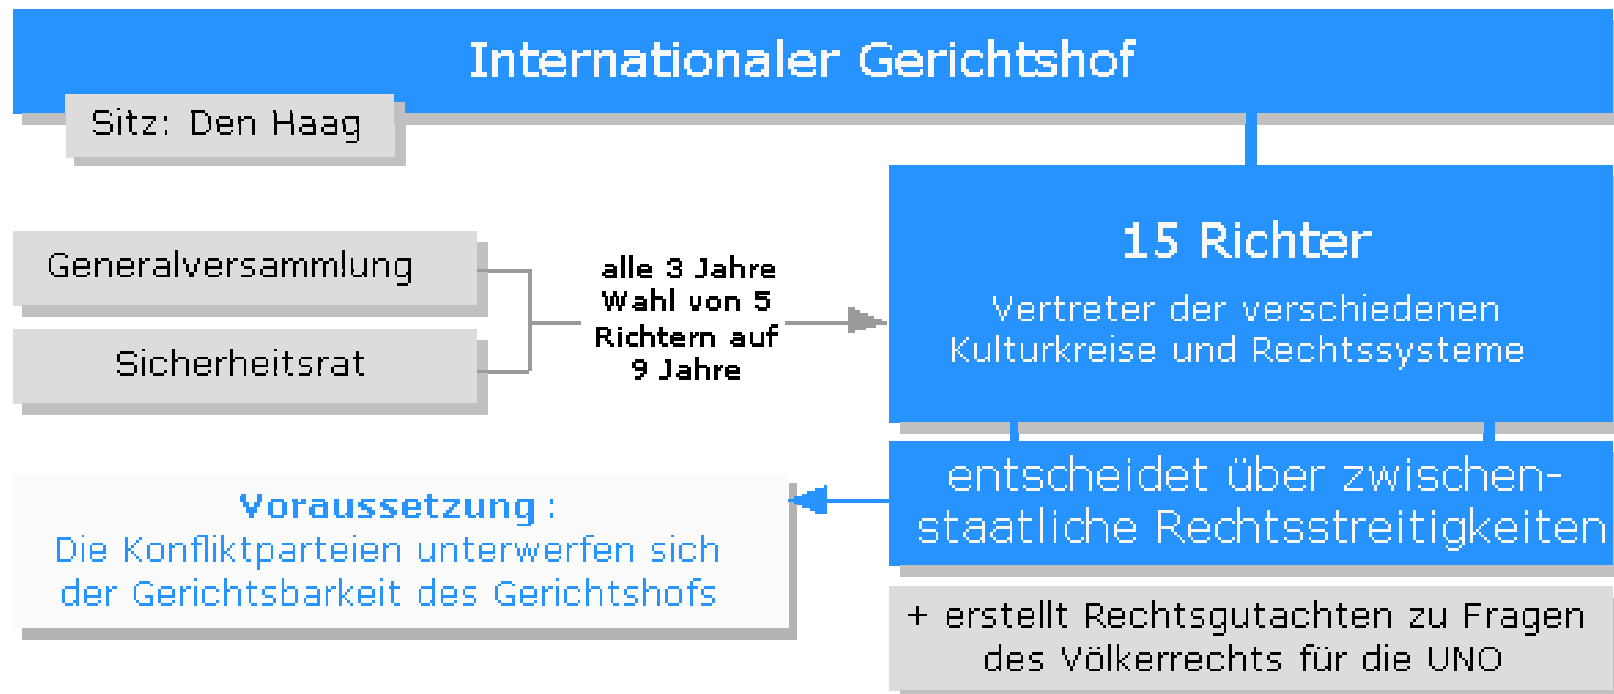 Internationaler Gerichtshof
Sitz: Den Haag
Generalversammlung
Sicherheitsrat
alle 3 Jahre
Wahl von 5
Richtern auf
9 Jahre
15 Richter
Vertreter der verschiedenen
Kulturkreise und Rechtssysteme
entscheidet über zwischen-
staatliche Rechtsstreitigkeiten
Voraussetzung :
Die Konfliktparteien unterwerfen sich
der Gerichtsbarkeit des Gerichtshofs
+ erstellt Rechtsgutachten zu Fragen
des Völkerrechts für die UNO